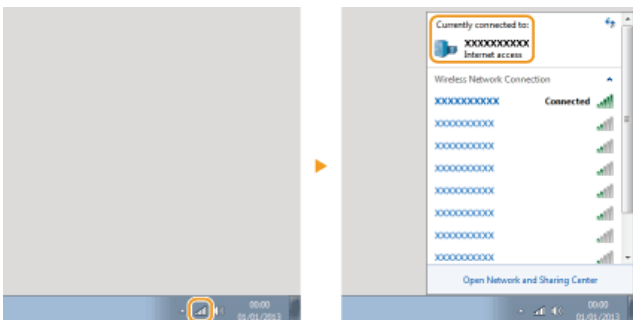 00:00
01/01/2013
Currently connected to:
XXXXXXXXXX
Internet access
Wireless Network Connection
XXXXXXXXXX Connected
XXXXXXXXXX
XXXXXXXXXX
XXXXXXXXXX
XXXXXXXXXX
XXXXXXXXXX
XXXXXXXXXX
XXXXXXXXXX
Open Network and Sharing Center
00:00
01/01/2013